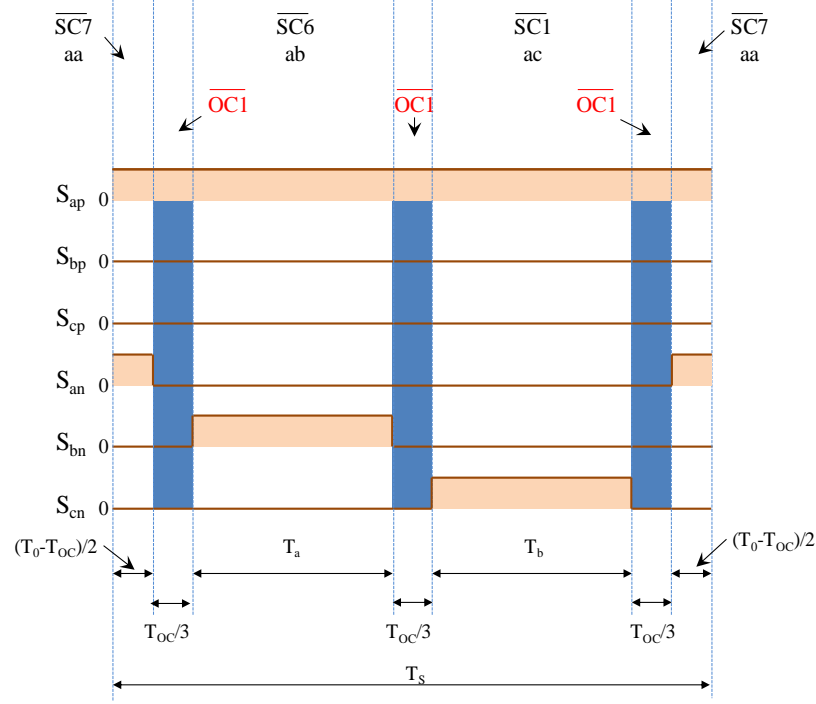 SC7 SC6 SC1 SC7
aa ab ac aa
OC1 OC1 OC1
Sap 0
Sbp 0
Scp 0
San 0
Sbn 0
Scn 0
(T0-TOC)/2 Ta Tb (T0-TOC)/2
TOC/3 TOC/3 TOC/3
TS